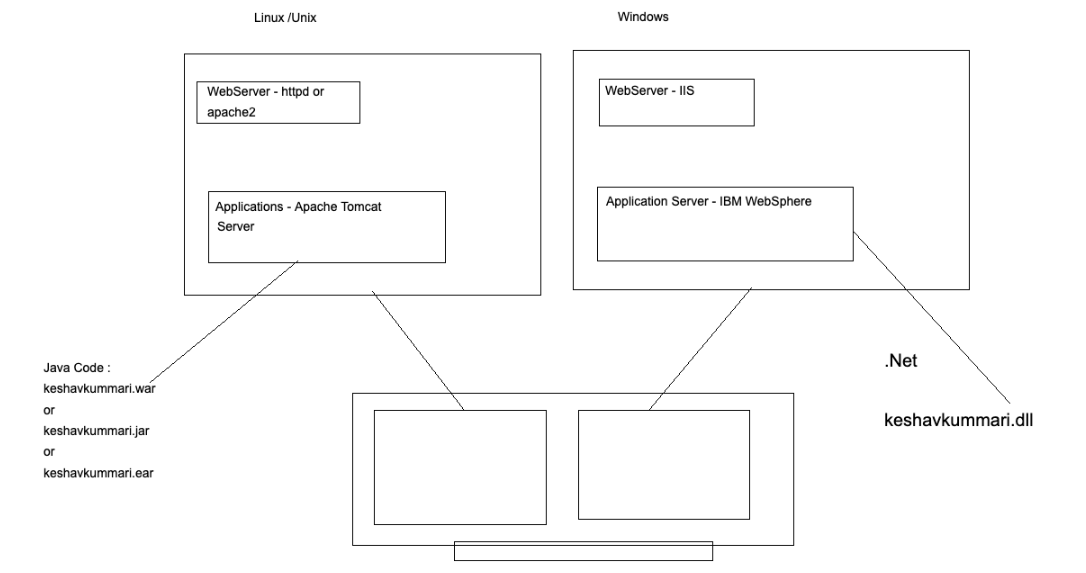 Linux /Unix
Windows
WebServer - httpd or
apache2
WebServer - IIS
Applications - Apache Tomcat
Server
Application Server - IBM WebSphere
Java Code :
keshavkummari.war
or
keshavkummari.jar
or
keshavkummari.ear
.Net
keshavkummari.dll